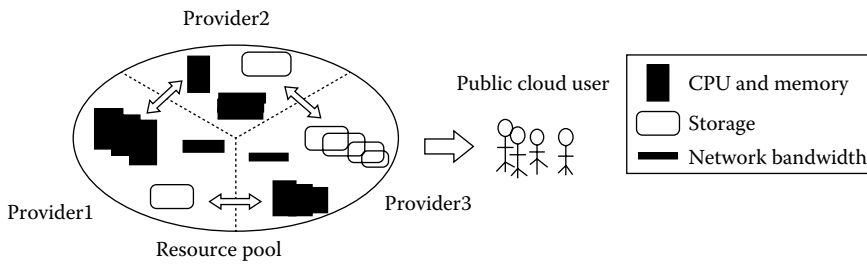 Provider2
Public cloud user
CPU and memory
Storage
Network bandwidth
Provider1
Provider3
Resource pool